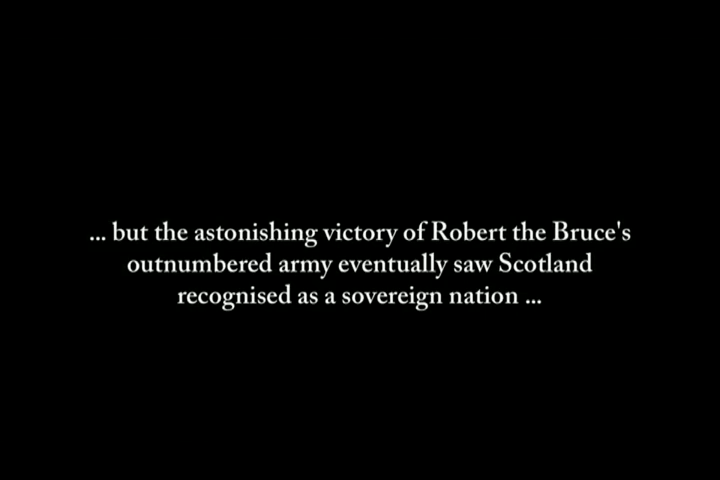 ... but the astonishing victory of Robert the Bruce's
outnumbered army eventually saw Scotland
recognised as a sovereign nation ...